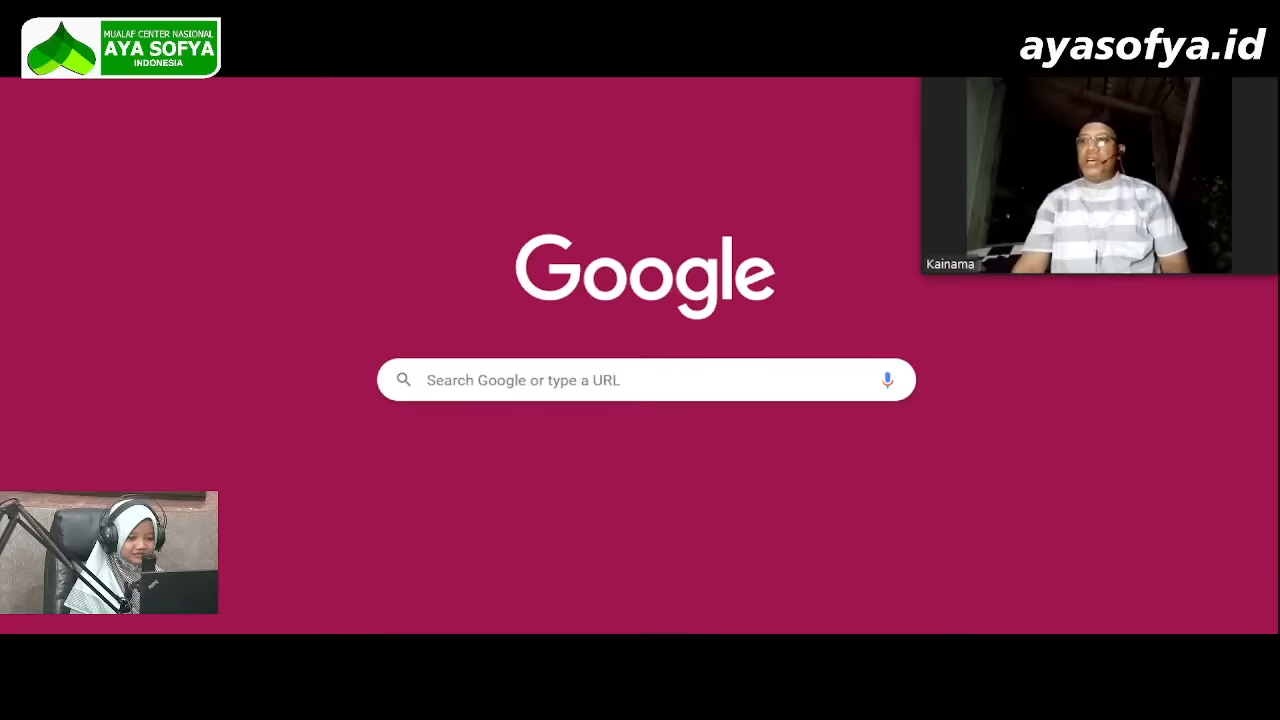 MUALAF CENTER NASIONAL
AYA SOFYA
INDONESIA
ayasofya.id
Kainama
Google
Search Google or type a URL